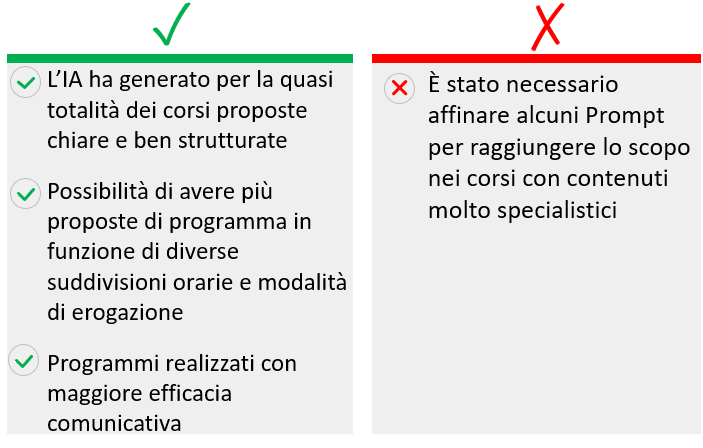 L’IA ha generato per la quasi
totalità dei corsi proposte
chiare e ben strutturate
Possibilità di avere più
proposte di programma in
funzione di diverse
suddivisioni orarie e modalità
di erogazione
Programmi realizzati con
maggiore efficacia
comunicativa
È stato necessario
affinare alcuni Prompt
per raggiungere lo scopo
nei corsi con contenuti
molto specialistici